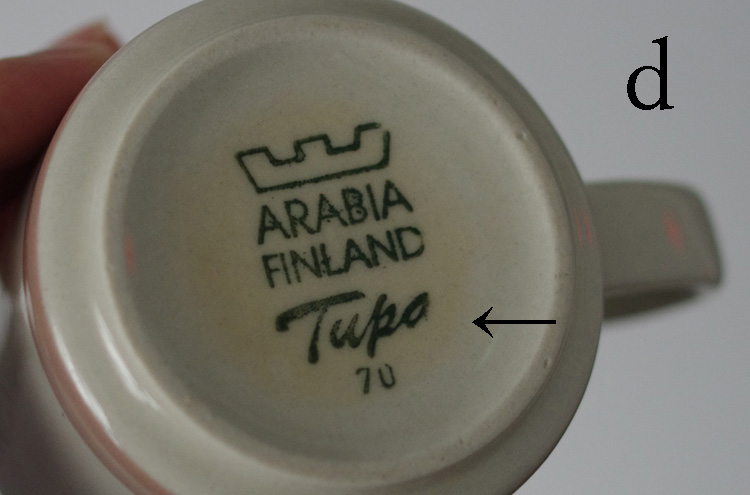 d
ARABIA
FINLAND
Tupa
70